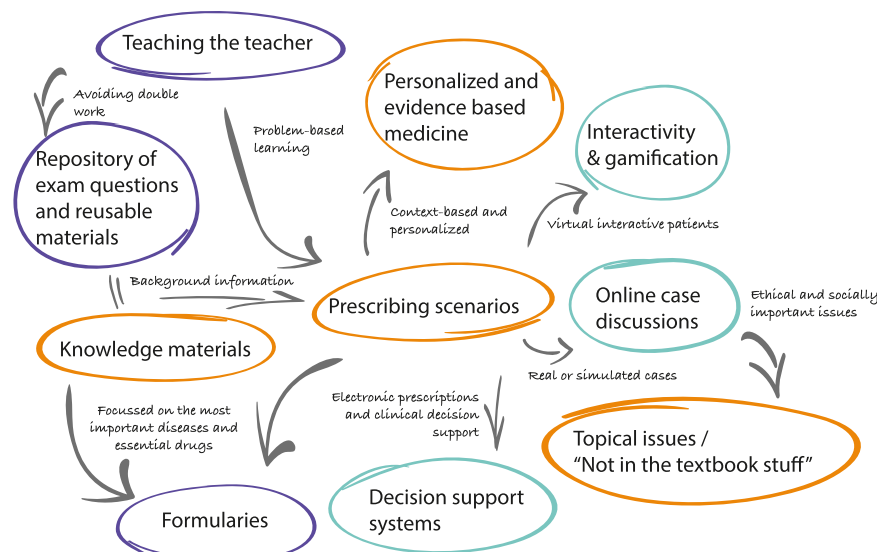 Teaching the teacher
Avoiding double
work
Problem-based
learning
Personalized and
evidence based
medicine
Interactivity
& gamification
Repository of
exam questions
and reusable
materials
Context-based and
personalized
Virtual interactive patients
Background information
Prescribing scenarios
Online case
discussions
Ethical and socially
important issues
Knowledge materials
Real or simulated cases
Focussed on the most
important diseases and
essential drugs
Electronic prescriptions
and clinical decision
support
Topical issues /
“Not in the textbook stuff”
Formularies
Decision support
systems